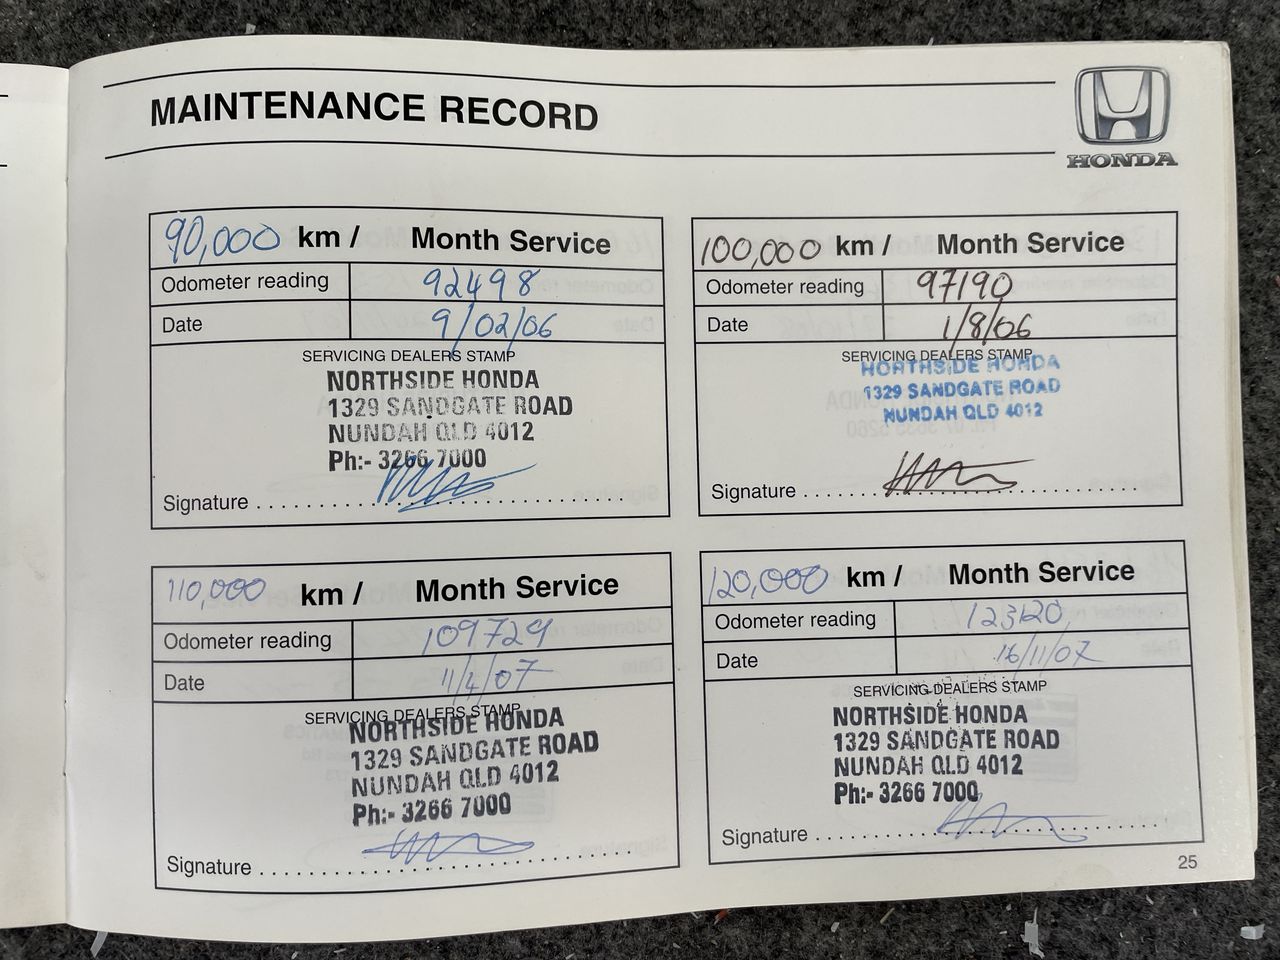 MAINTENANCE RECORD
HONDA
90,000 km / Month Service
Odometer reading 92498
Date 9/02/06
SERVICING DEALERS STAMP
NORTHSIDE HONDA
1329 SANDGATE ROAD
NUNDAH QLD 4012
Ph:- 3266 7000
Signature
100,000 km / Month Service
Odometer reading 97190
Date 1/8/06
SERVICING DEALERS STAMP
NORTHSIDE HONDA
1329 SANDGATE ROAD
NUNDAH QLD 4012
Signature
110,000 km / Month Service
Odometer reading 109729
Date 11/4/07
SERVICING DEALERS STAMP
NORTHSIDE HONDA
1329 SANDGATE ROAD
NUNDAH QLD 4012
Ph:- 3266 7000
Signature
120,000 km / Month Service
Odometer reading 123120
Date 16/11/07
SERVICING DEALERS STAMP
NORTHSIDE HONDA
1329 SANDGATE ROAD
NUNDAH QLD 4012
Ph:- 3266 7000
Signature
25